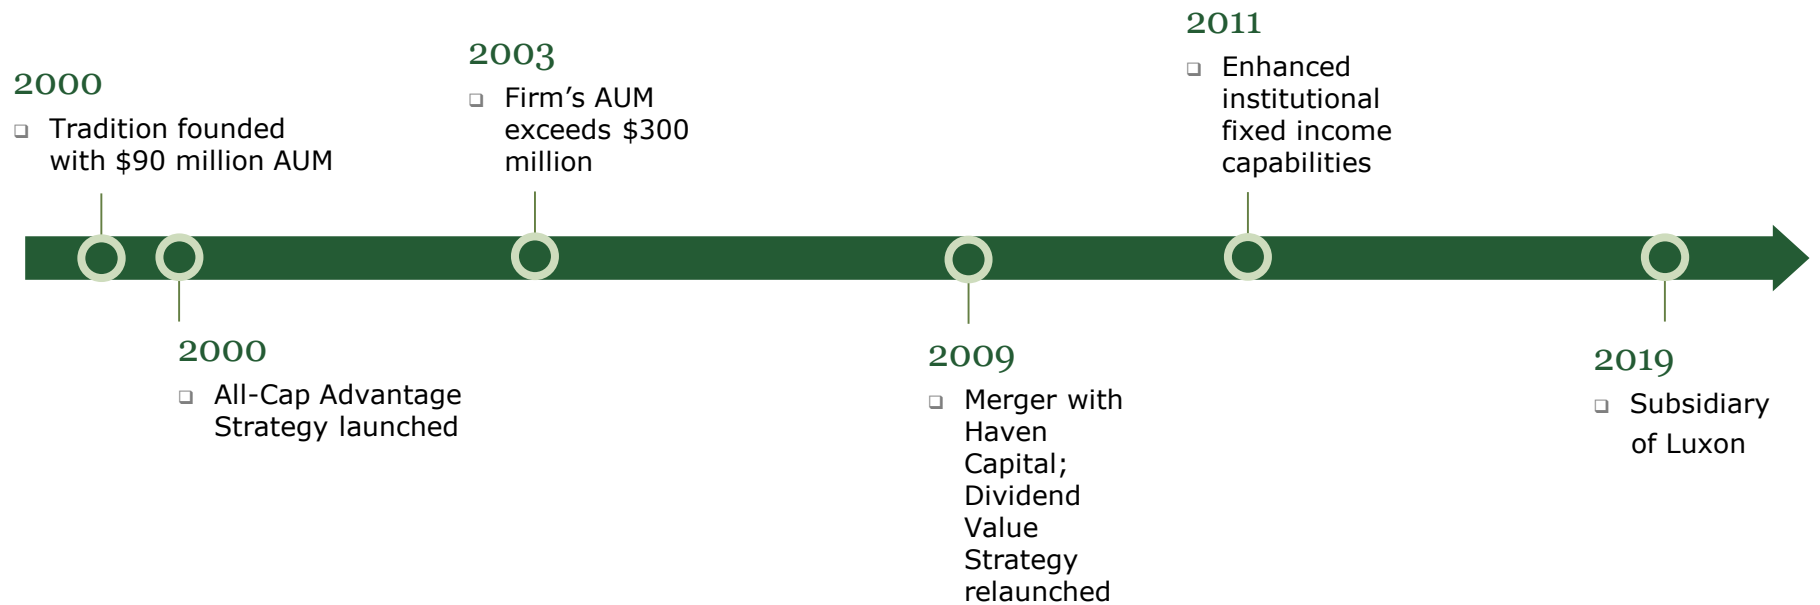 2000
❑ Tradition founded
with $90 million AUM
2003
❑ Firm’s AUM
exceeds $300
million
2011
❑ Enhanced
institutional
fixed income
capabilities
2000
❑ All-Cap Advantage
Strategy launched
2009
❑ Merger with
Haven
Capital;
Dividend
Value
Strategy
relaunched
2019
❑ Subsidiary
of Luxon